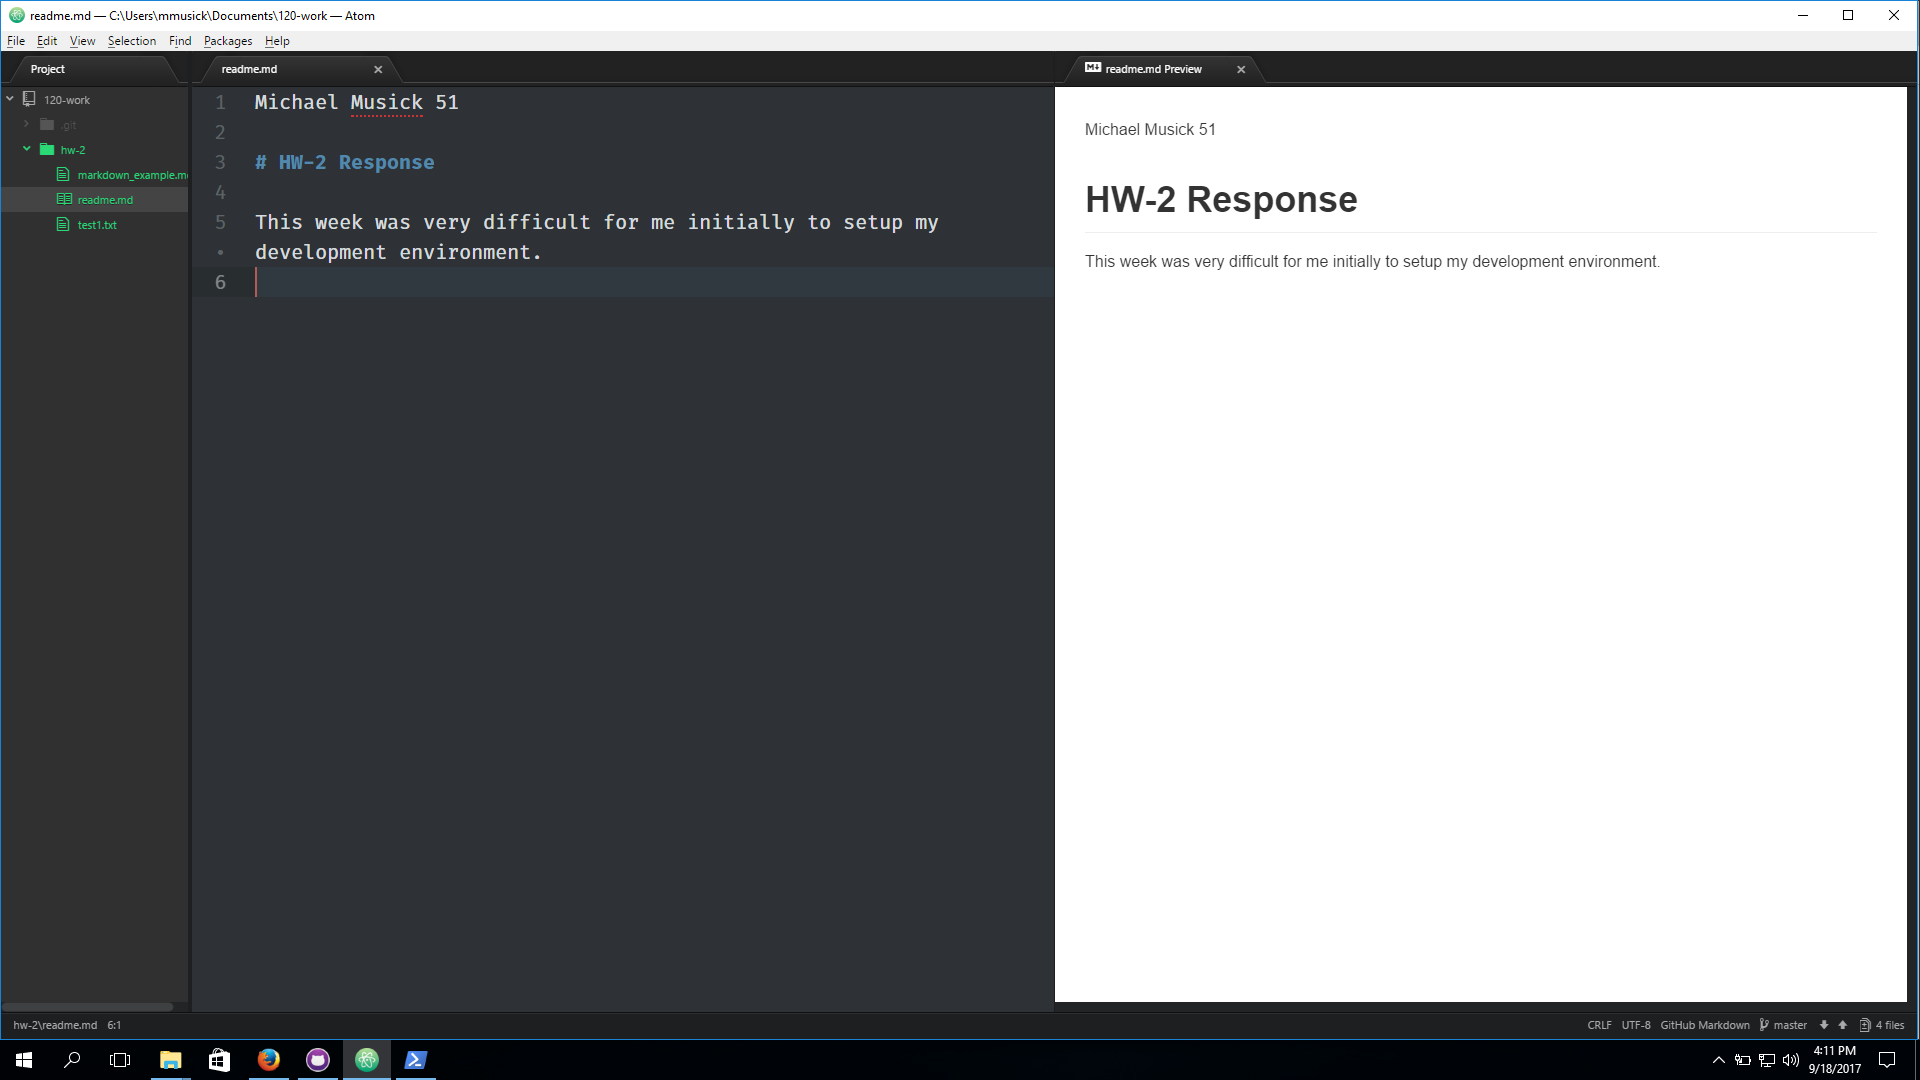 readme.md — C:\Users\mmusick\Documents\120-work — Atom
File Edit View Selection Find Packages Help
Project
readme.md
readme.md Preview
120-work
.git
hw-2
markdown_example.m
readme.md
test1.txt
1 Michael Musick 51
2
3 # HW-2 Response
4
5 This week was very difficult for me initially to setup my
• development environment.
6
Michael Musick 51
HW-2 Response
This week was very difficult for me initially to setup my development environment.
hw-2\readme.md 6:1
CRLF UTF-8 GitHub Markdown master 4 files
4:11 PM
9/18/2017